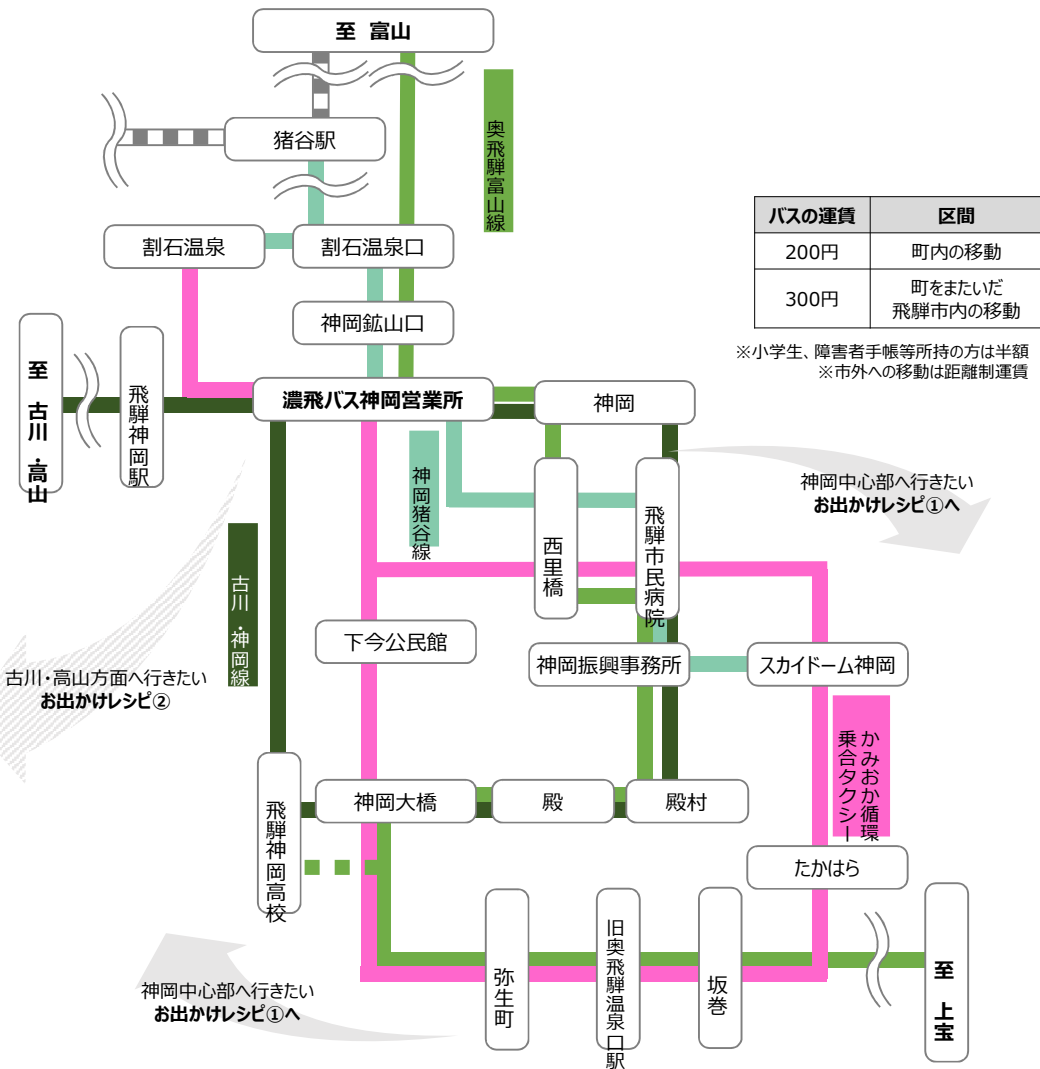 至 富山
奥飛騨富山線
猪谷駅
バスの運賃 区間
200円 町内の移動
300円 町をまたいだ
飛騨市内の移動
※小学生、障害者手帳等所持の方は半額
※市外への移動は距離制運賃
割石温泉
割石温泉口
神岡鉱山口
至 古川・高山
飛騨神岡駅
濃飛バス神岡営業所
神岡
神岡猪谷線
西里橋
飛騨市民病院
神岡中心部へ行きたい
お出かけレシピ①へ
古川・神岡線
下今公民館
神岡振興事務所
スカイドーム神岡
古川・高山方面へ行きたい
お出かけレシピ②
かみおか循環
乗合タクシー
飛騨神岡高校
神岡大橋
殿
殿村
たかはら
弥生町
旧奥飛騨温泉口駅
坂巻
至 上宝
神岡中心部へ行きたい
お出かけレシピ①へ